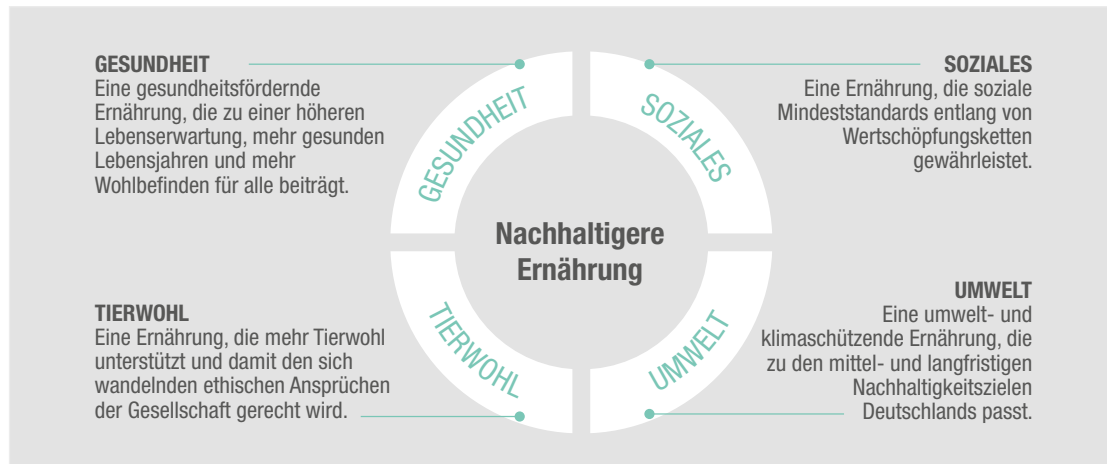 GESUNDHEIT
Eine gesundheitsfördernde
Ernährung, die zu einer höheren
Lebenserwartung, mehr gesunden
Lebensjahren und mehr
Wohlbefinden für alle beiträgt.
SOZIALES
Eine Ernährung, die soziale
Mindeststandards entlang von
Wertschöpfungsketten
gewährleistet.
GESUNDHEIT
SOZIALES
Nachhaltigere
Ernährung
TIERWOHL
UMWELT
TIERWOHL
Eine Ernährung, die mehr Tierwohl
unterstützt und damit den sich
wandelnden ethischen Ansprüchen
der Gesellschaft gerecht wird.
UMWELT
Eine umwelt- und
klimaschützende Ernährung, die
zu den mittel- und langfristigen
Nachhaltigkeitszielen
Deutschlands passt.